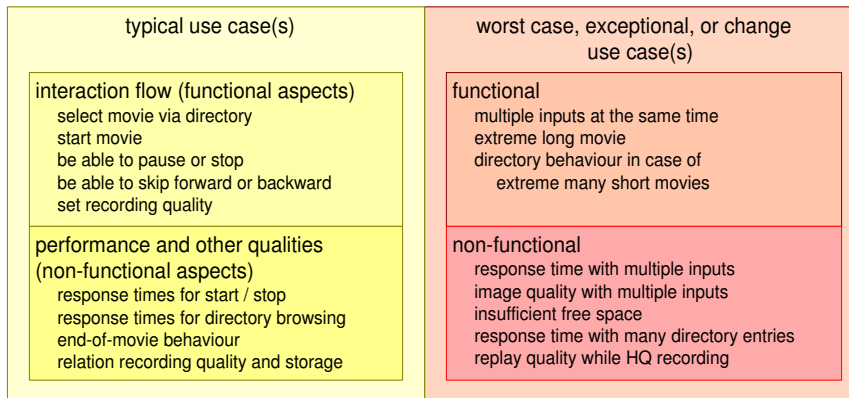 typical use case(s)
interaction flow (functional aspects)
select movie via directory
start movie
be able to pause or stop
be able to skip forward or backward
set recording quality
performance and other qualities
(non-functional aspects)
response times for start / stop
response times for directory browsing
end-of-movie behaviour
relation recording quality and storage
worst case, exceptional, or change
use case(s)
functional
multiple inputs at the same time
extreme long movie
directory behaviour in case of
extreme many short movies
non-functional
response time with multiple inputs
image quality with multiple inputs
insufficient free space
response time with many directory entries
replay quality while HQ recording